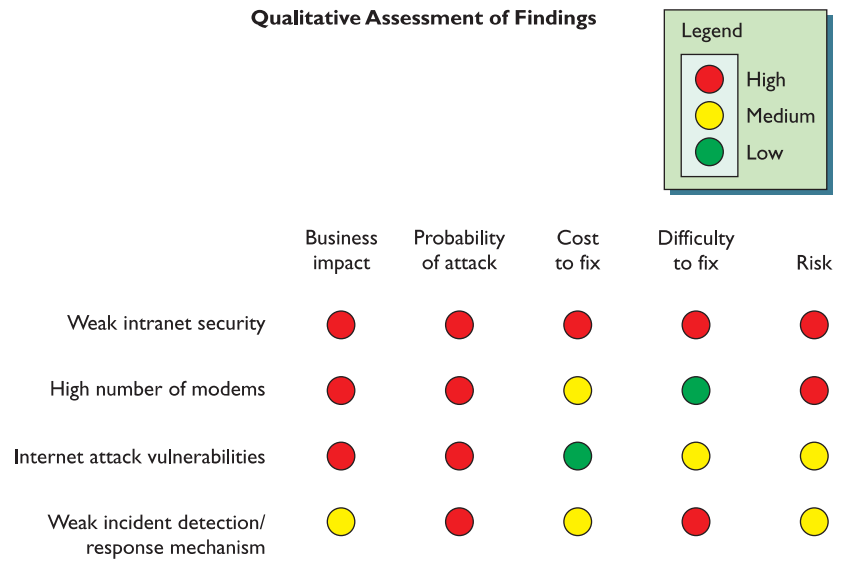 Qualitative Assessment of Findings
Legend
High
Medium
Low
Business
impact
Probability
of attack
Cost
to fix
Difficulty
to fix
Risk
Weak intranet security
High number of modems
Internet attack vulnerabilities
Weak incident detection/
response mechanism